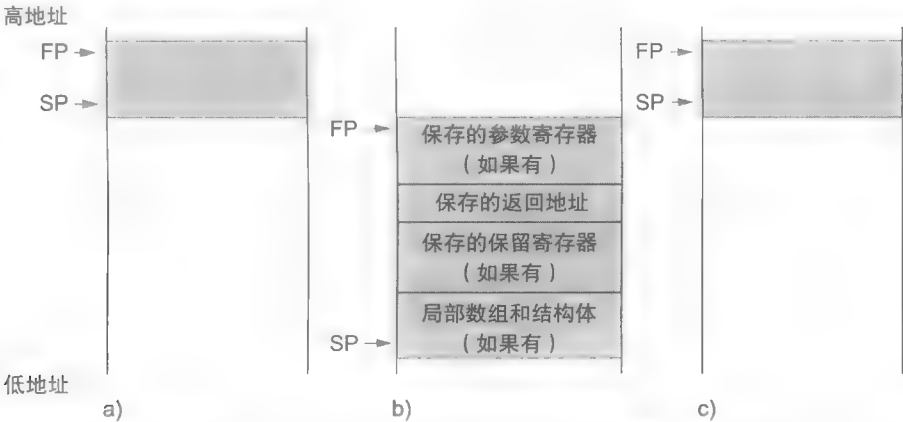 高地址
FP
SP
a)
FP
保存的参数寄存器
（如果有）
保存的返回地址
保存的保留寄存器
（如果有）
局部数组和结构体
（如果有）
SP
b)
FP
SP
c)
低地址